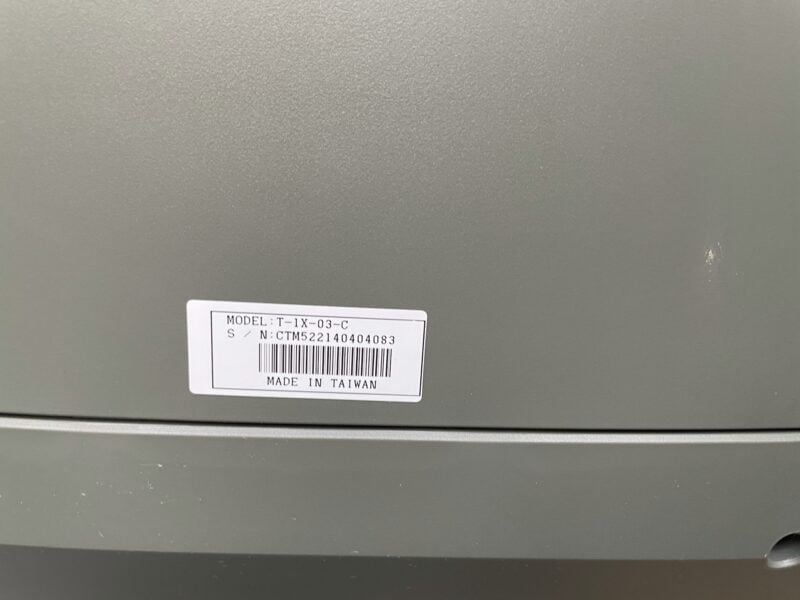 MODEL:T-1X-03-C
S / N:CTM522140404083
MADE IN TAIWAN